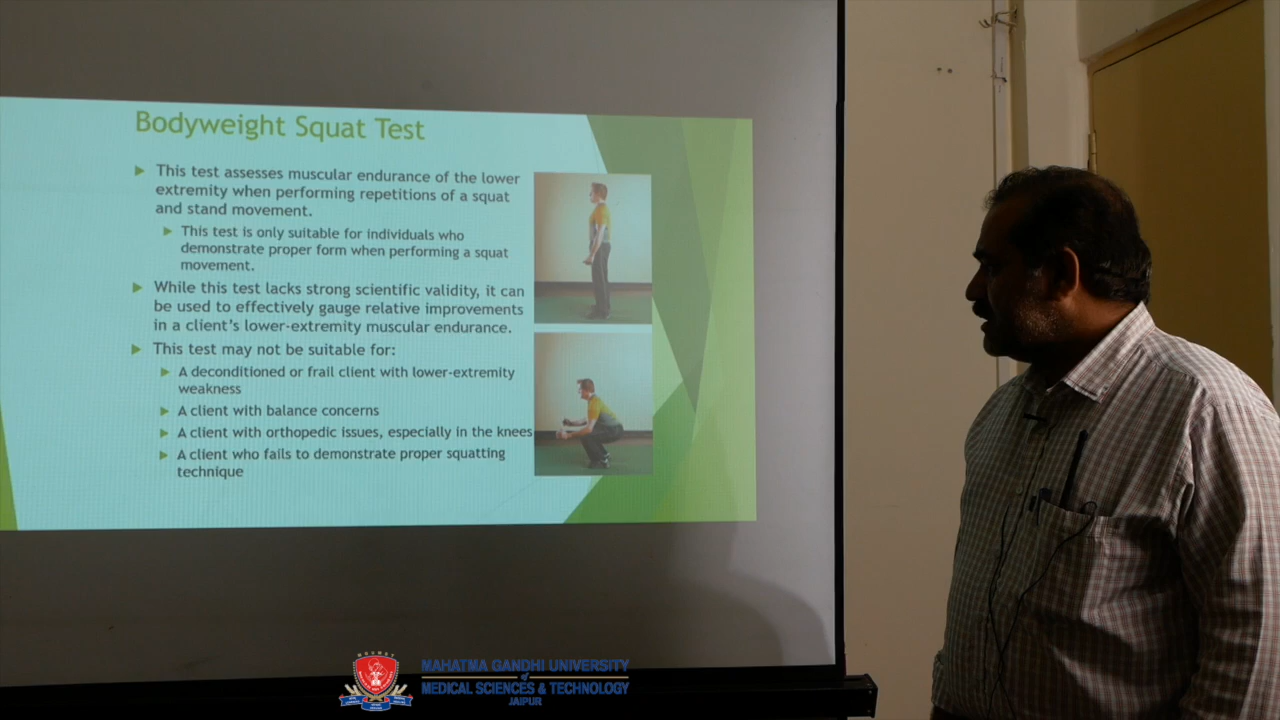 Bodyweight Squat Test
This test assesses muscular endurance of the lower
extremity when performing repetitions of a squat
and stand movement.
This test is only suitable for individuals who
demonstrate proper form when performing a squat
movement.
While this test lacks strong scientific validity, it can
be used to effectively gauge relative improvements
in a client's lower-extremity muscular endurance.
This test may not be suitable for:
A deconditioned or frail client with lower-extremity
weakness
A client with balance concerns
A client with orthopedic issues, especially in the knees
A client who fails to demonstrate proper squatting
technique
MAHATMA GANDHI UNIVERSITY
of
MEDICAL SCIENCES & TECHNOLOGY
JAIPUR